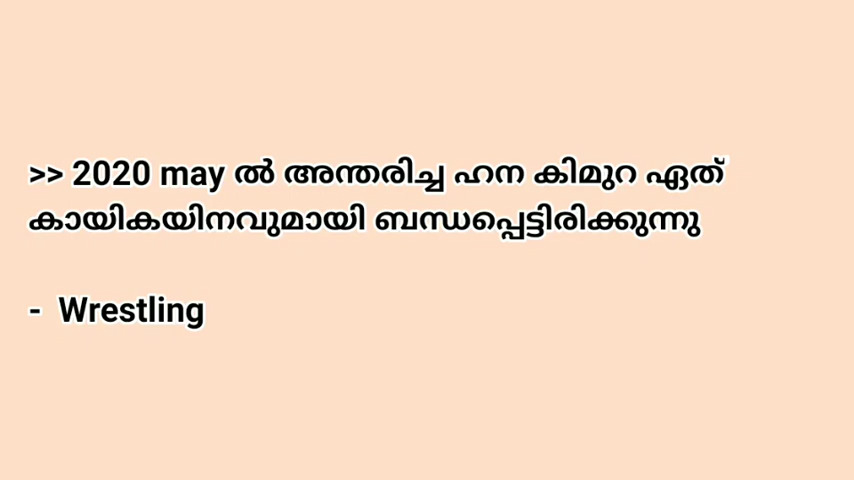 >> 2020 may ൽ അന്തരിച്ച ഹന കിമുറ ഏത്
കായികയിനവുമായി ബന്ധപ്പെട്ടിരിക്കുന്നു
- Wrestling